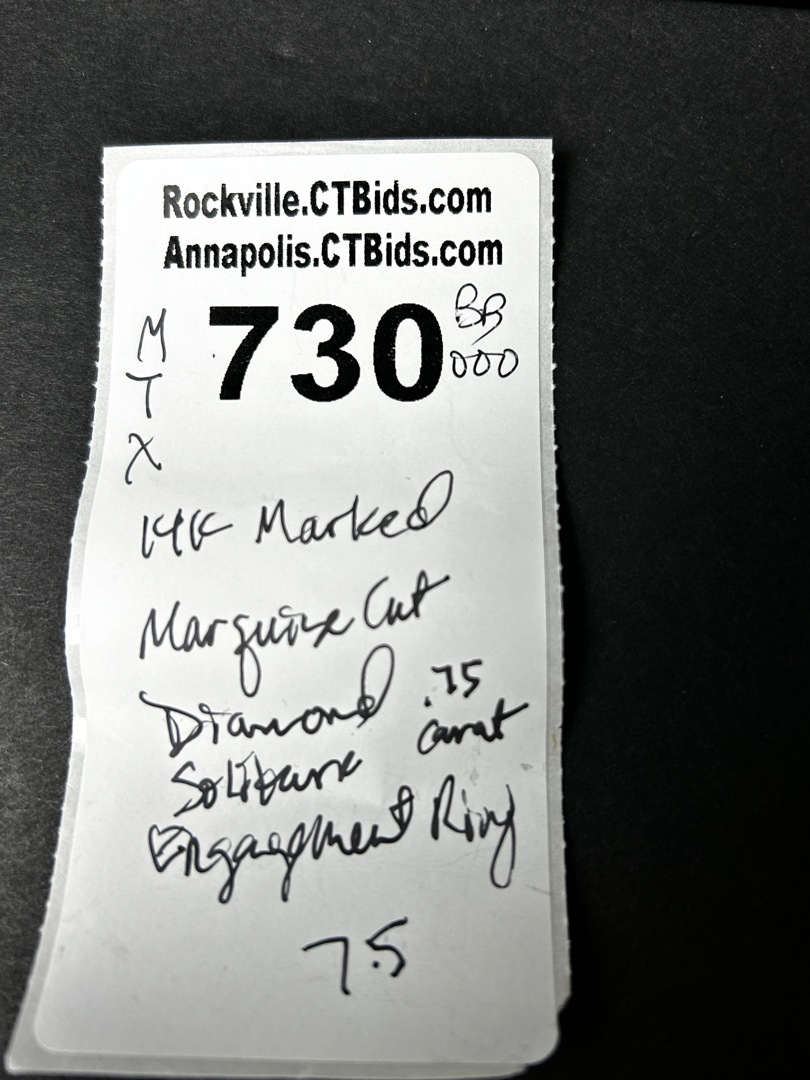 Rockville.CTBids.com
Annapolis.CTBids.com
M
T
X
730
BB
000
14K Marked
Marquise Cut
Diamond .75
Solitaire carat
Engagement Ring
7.5